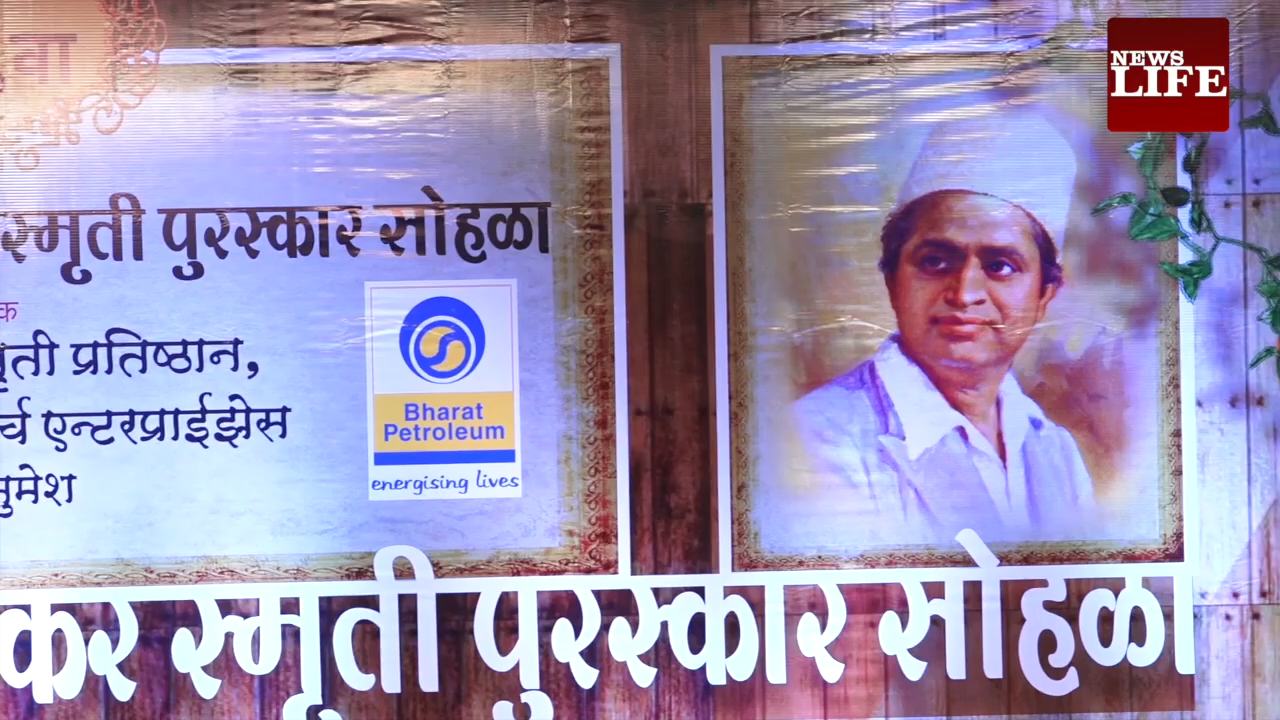 NEWS
LIFE
स्मृती पुरस्कार सोहळा
प्रतिष्ठान,
एन्टरप्राईझेस
Bharat
Petroleum
energising lives
कर स्मृती पुरस्कार सोहळा